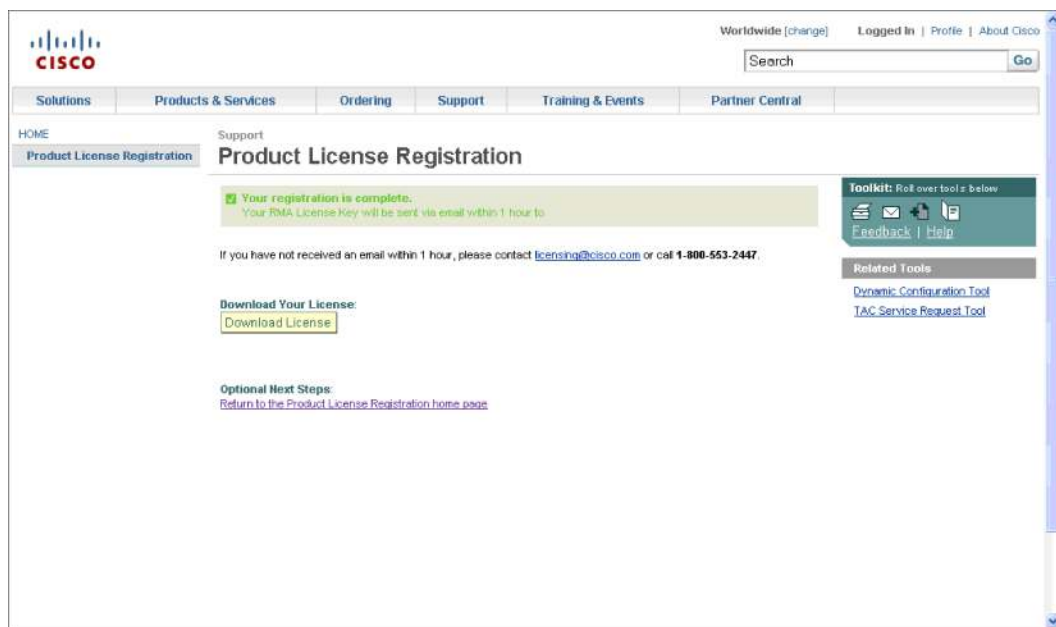 Worldwide [change] Logged In | Profile | About Cisco
CISCO
Search Go
Solutions Products & Services Ordering Support Training & Events Partner Central
HOME
Product License Registration
Support
Product License Registration
Your registration is complete.
Your RMA License Key will be sent via email within 1 hour to
If you have not received an email within 1 hour, please contact licensing@cisco.com or call 1-800-553-2447.
Download Your License:
Download License
Optional Next Steps:
Return to the Product License Registration home page
Toolkit: Roll over tools below
Feedback | Help
Related Tools
Dynamic Configuration Tool
TAC Service Request Tool